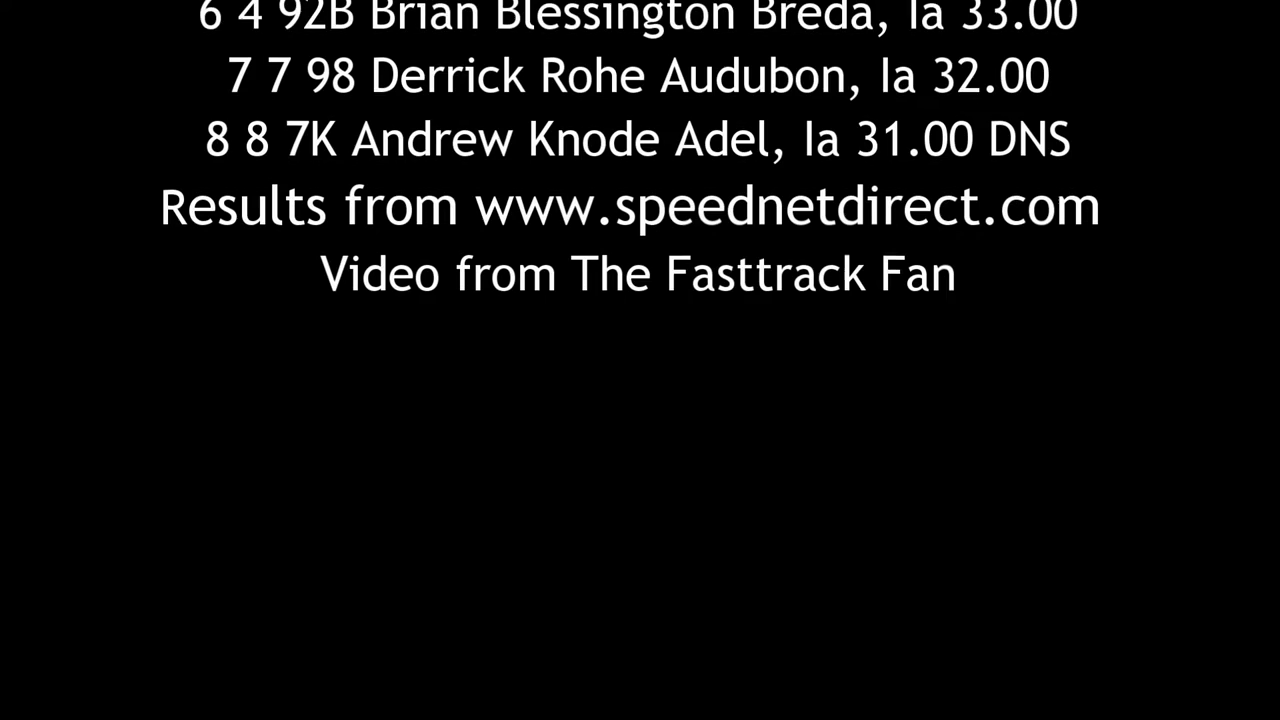 6 4 92B Brian Blessington Breda, Ia 33.00
7 7 98 Derrick Rohe Audubon, Ia 32.00
8 8 7K Andrew Knode Adel, Ia 31.00 DNS
Results from www.speednetdirect.com
Video from The Fasttrack Fan